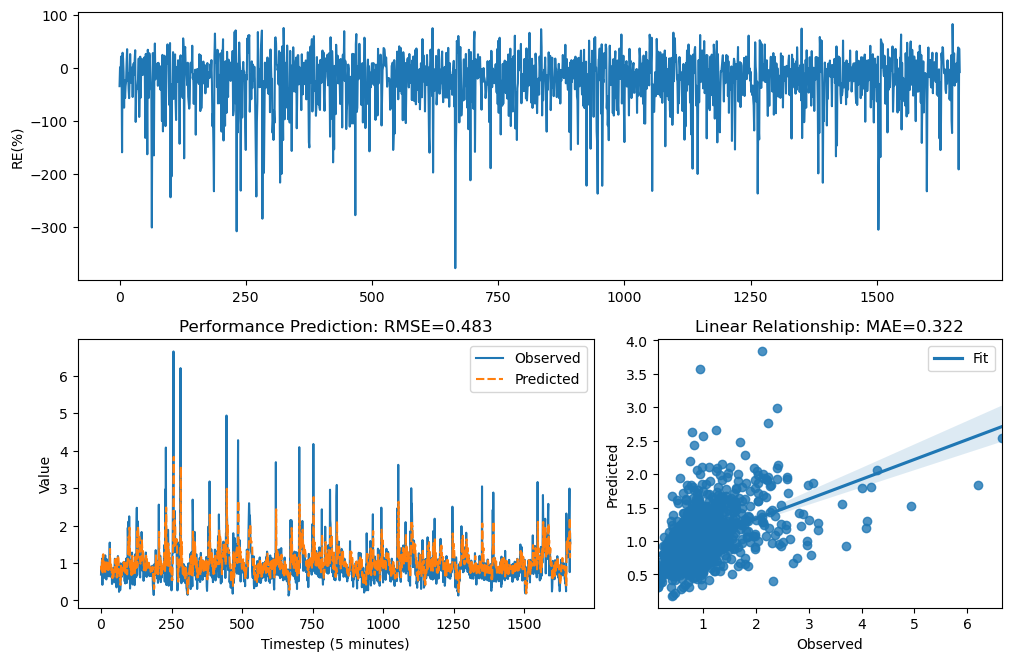 100
0
−100
−200
−300
RE(%)
0 250 500 750 1000 1250 1500
Performance Prediction: RMSE=0.483
Observed
Predicted
6
5
4
3
2
1
0
Value
0 250 500 750 1000 1250 1500
Timestep (5 minutes)
Linear Relationship: MAE=0.322
Fit
4.0
3.5
3.0
2.5
2.0
1.5
1.0
0.5
Predicted
1 2 3 4 5 6
Observed